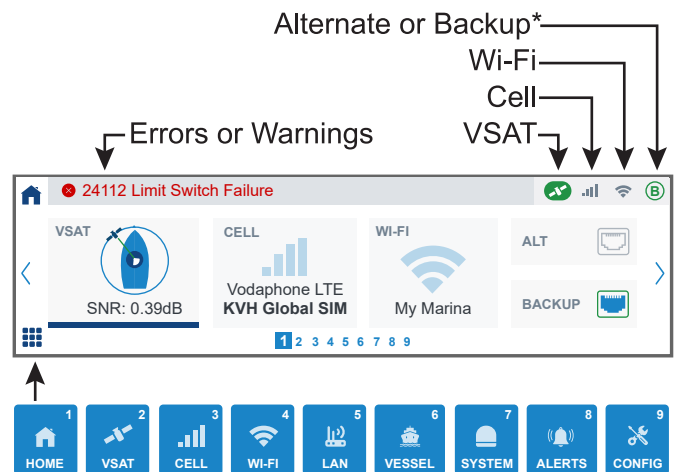 Alternate or Backup*
Wi-Fi
Cell
Errors or Warnings
VSAT
24112 Limit Switch Failure
B
VSAT
SNR: 0.39dB
CELL
Vodaphone LTE
KVH Global SIM
WI-FI
My Marina
ALT
BACKUP
1 2 3 4 5 6 7 8 9
1
HOME
2
VSAT
3
CELL
4
WI-FI
5
LAN
6
VESSEL
7
SYSTEM
8
ALERTS
9
CONFIG